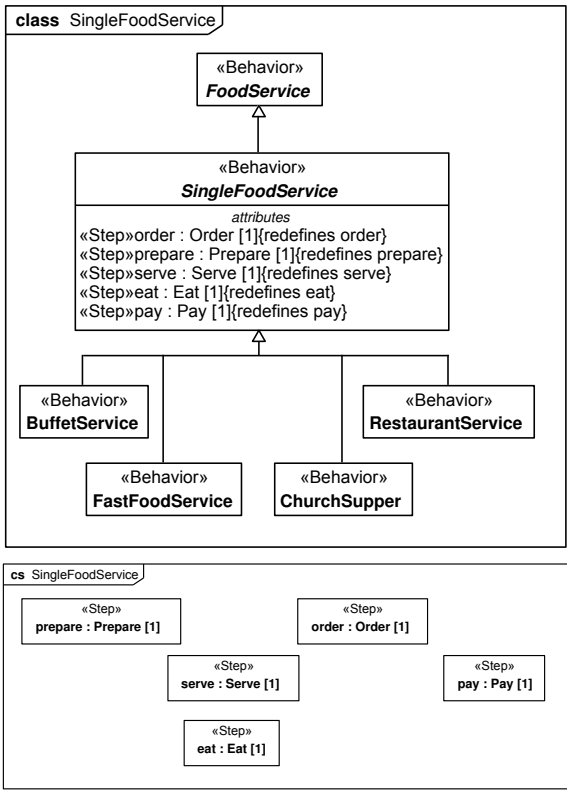 class SingleFoodService
«Behavior»
FoodService
«Behavior»
SingleFoodService
attributes
«Step»order : Order [1]{redefines order}
«Step»prepare : Prepare [1]{redefines prepare}
«Step»serve : Serve [1]{redefines serve}
«Step»eat : Eat [1]{redefines eat}
«Step»pay : Pay [1]{redefines pay}
«Behavior»
BuffetService
«Behavior»
RestaurantService
«Behavior»
FastFoodService
«Behavior»
ChurchSupper
cs SingleFoodService
«Step»
prepare : Prepare [1]
«Step»
order : Order [1]
«Step»
serve : Serve [1]
«Step»
pay : Pay [1]
«Step»
eat : Eat [1]